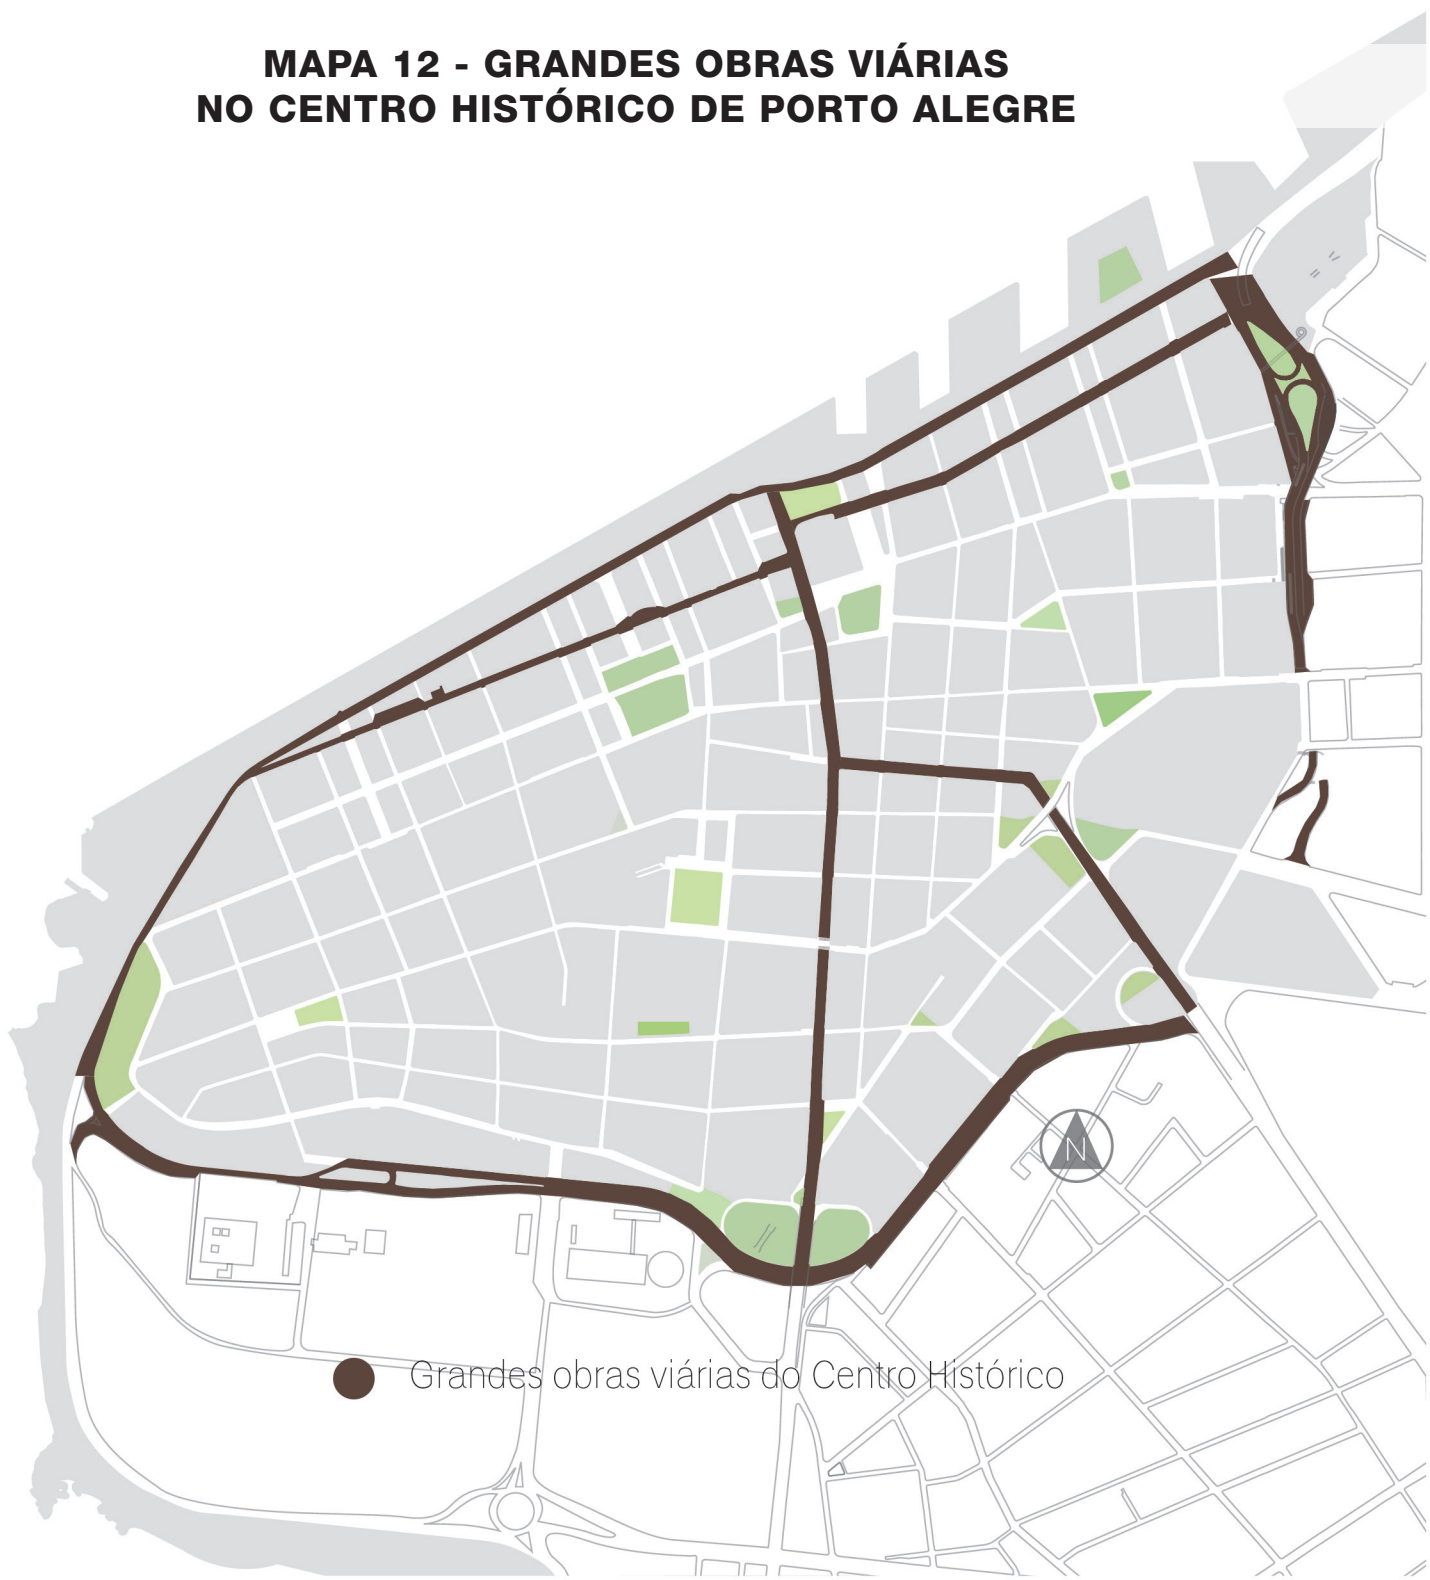 MAPA 12 - GRANDES OBRAS VIÁRIAS
NO CENTRO HISTÓRICO DE PORTO ALEGRE
N
Grandes obras viárias do Centro Histórico